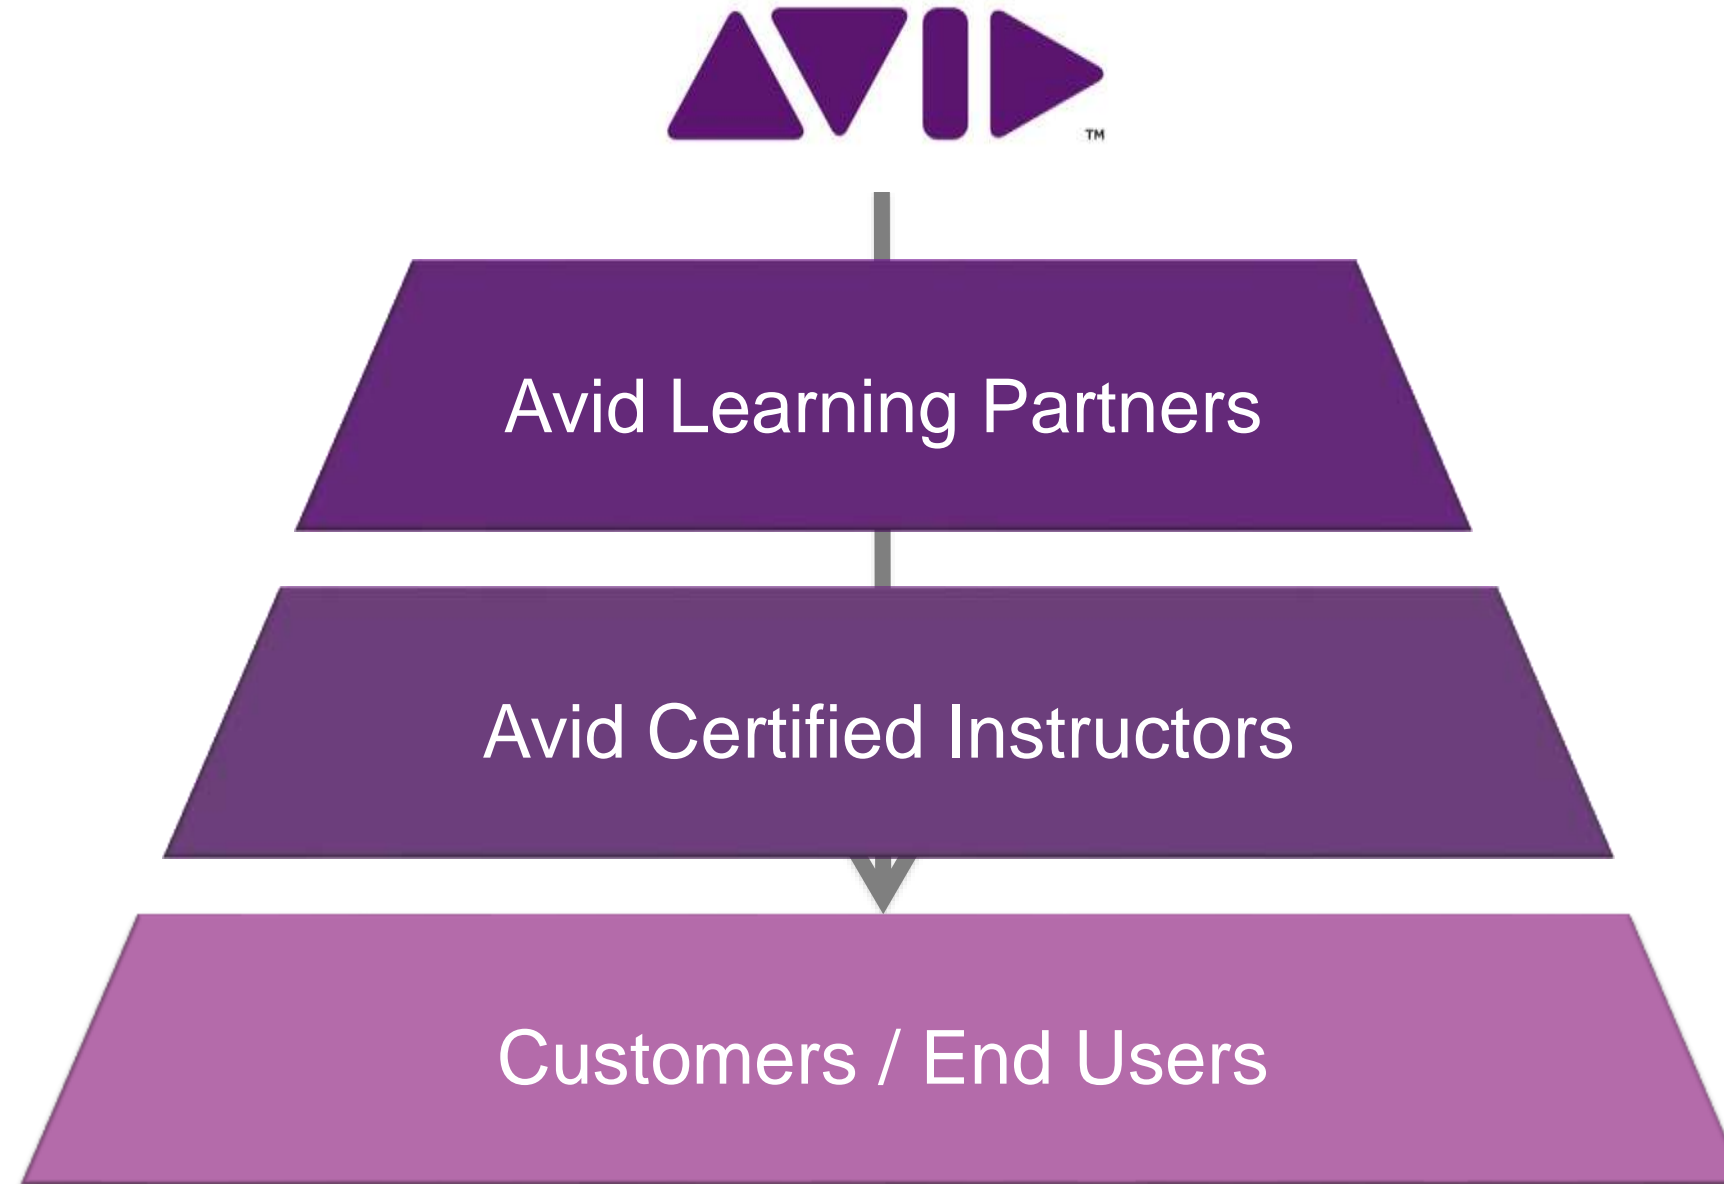 AVID
™
Avid Learning Partners
Avid Certified Instructors
Customers / End Users